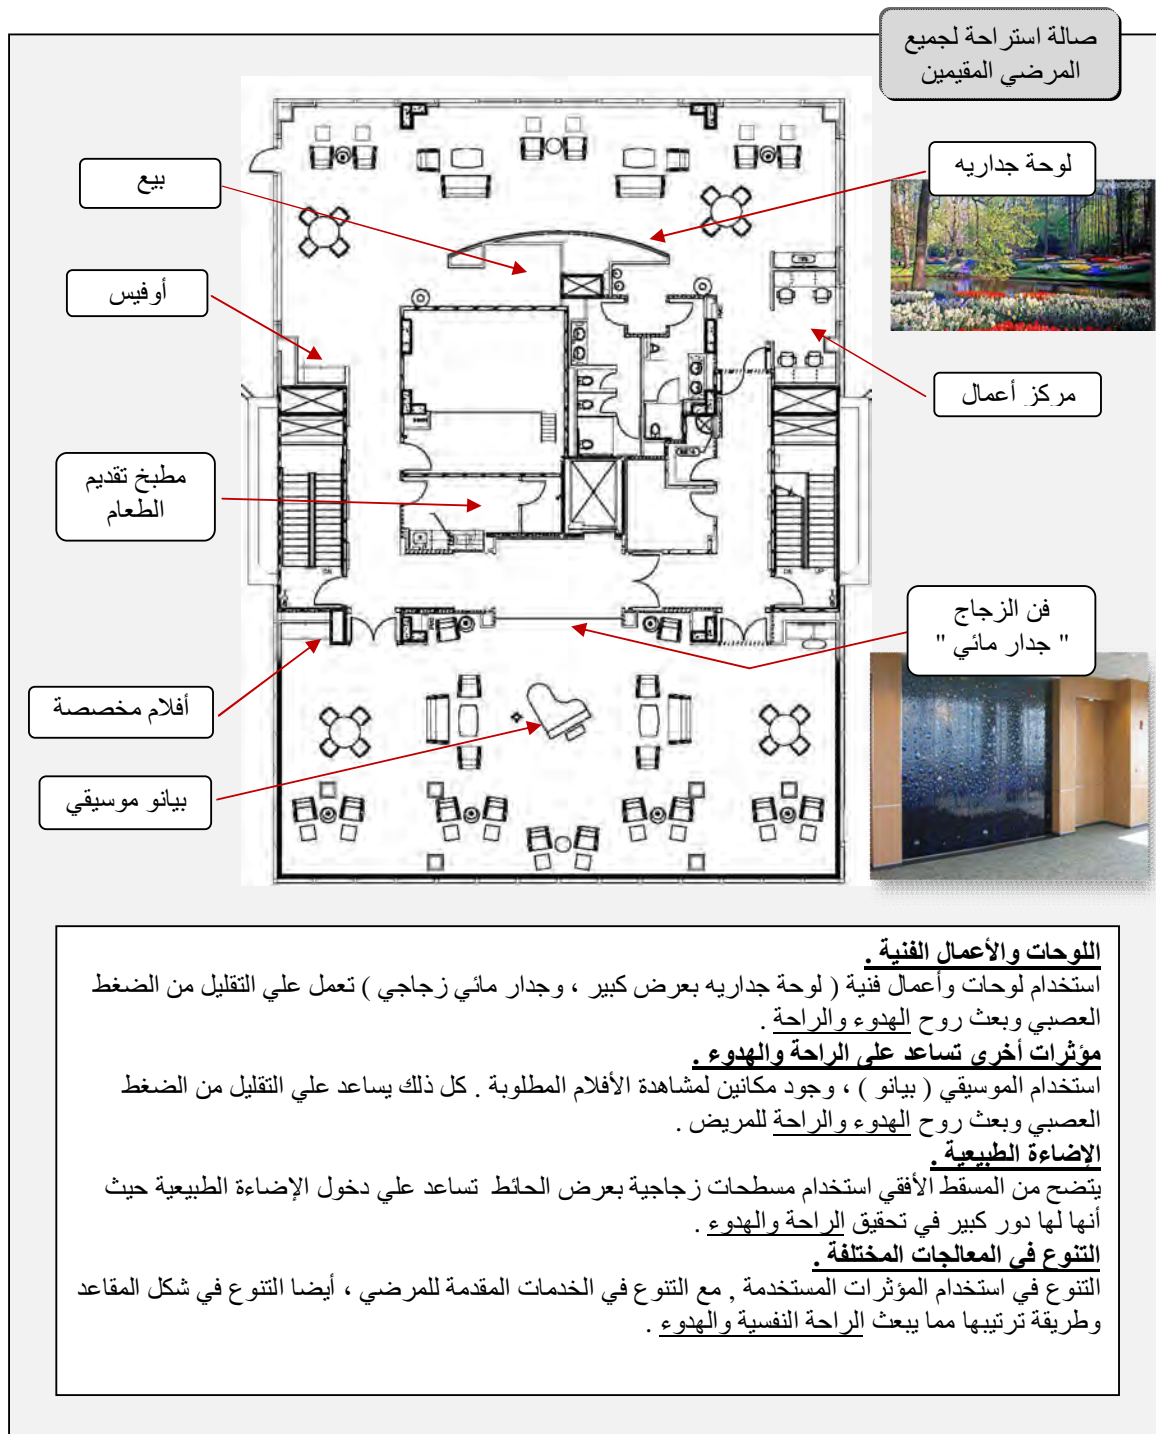 صالة استراحة لجميع
المرضي المقيمين
بيع
لوحة جداريه
أوفيس
مركز أعمال
مطبخ تقديم
الطعام
فن الزجاج
" جدار مائي "
أفلام مخصصة
بيانو موسيقي
اللوحات والأعمال الفنية .
استخدام لوحات وأعمال فنية ( لوحة جداريه بعرض كبير ، وجدار مائي زجاجي ) تعمل علي التقليل من الضغط
العصبي وبعث روح الهدوء والراحة .
مؤثرات أخرى تساعد على الراحة والهدوء .
استخدام الموسيقي ( بيانو ) ، وجود مكانين لمشاهدة الأفلام المطلوبة . كل ذلك يساعد علي التقليل من الضغط
العصبي وبعث روح الهدوء والراحة للمريض .
الإضاءة الطبيعية .
يتضح من المسقط الأفقي استخدام مسطحات زجاجية بعرض الحائط تساعد علي دخول الإضاءة الطبيعية حيث
أنها لها دور كبير في تحقيق الراحة والهدوء .
التنوع في المعالجات المختلفة .
التنوع في استخدام المؤثرات المستخدمة , مع التنوع في الخدمات المقدمة للمرضي ، أيضا التنوع في شكل المقاعد
وطريقة ترتيبها مما يبعث الراحة النفسية والهدوء .